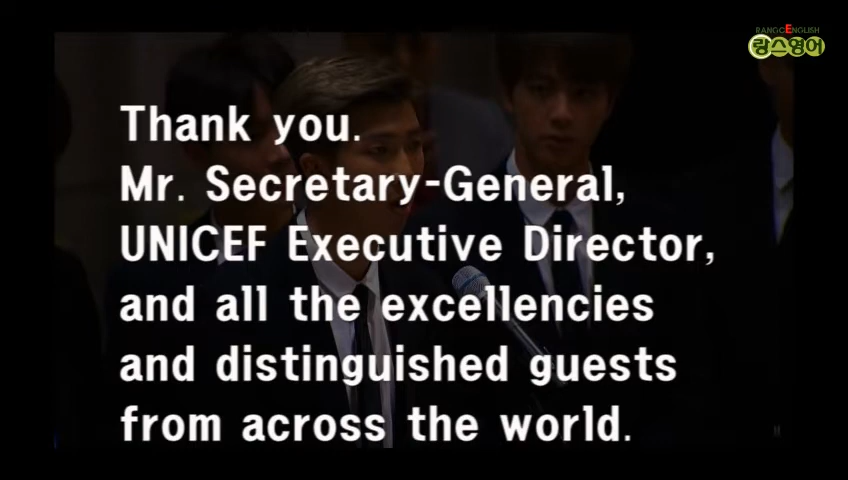 RANGCENGLISH
랑스영어
Thank you.
Mr. Secretary-General,
UNICEF Executive Director,
and all the excellencies
and distinguished guests
from across the world.